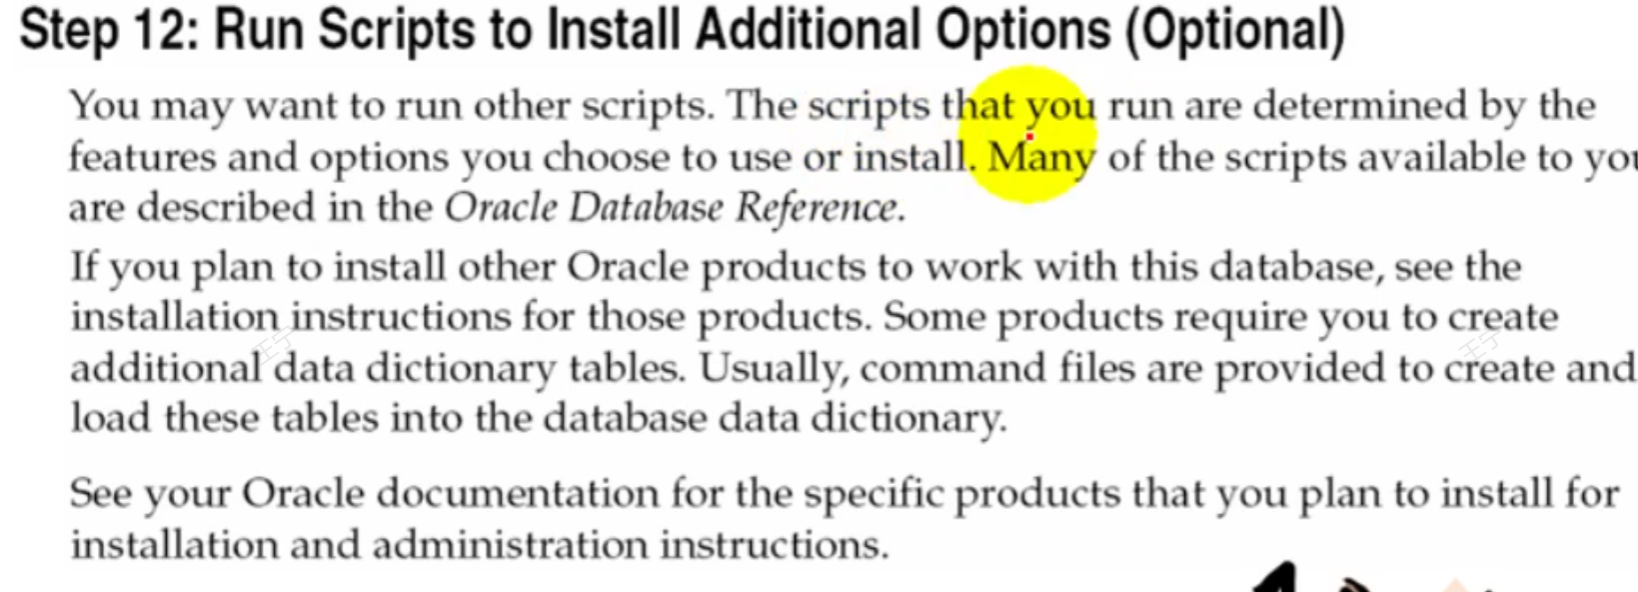 Step 12: Run Scripts to Install Additional Options (Optional)
You may want to run other scripts. The scripts that you run are determined by the
features and options you choose to use or install. Many of the scripts available to you
are described in the Oracle Database Reference.
If you plan to install other Oracle products to work with this database, see the
installation instructions for those products. Some products require you to create
additional data dictionary tables. Usually, command files are provided to create and
load these tables into the database data dictionary.
See your Oracle documentation for the specific products that you plan to install for
installation and administration instructions.